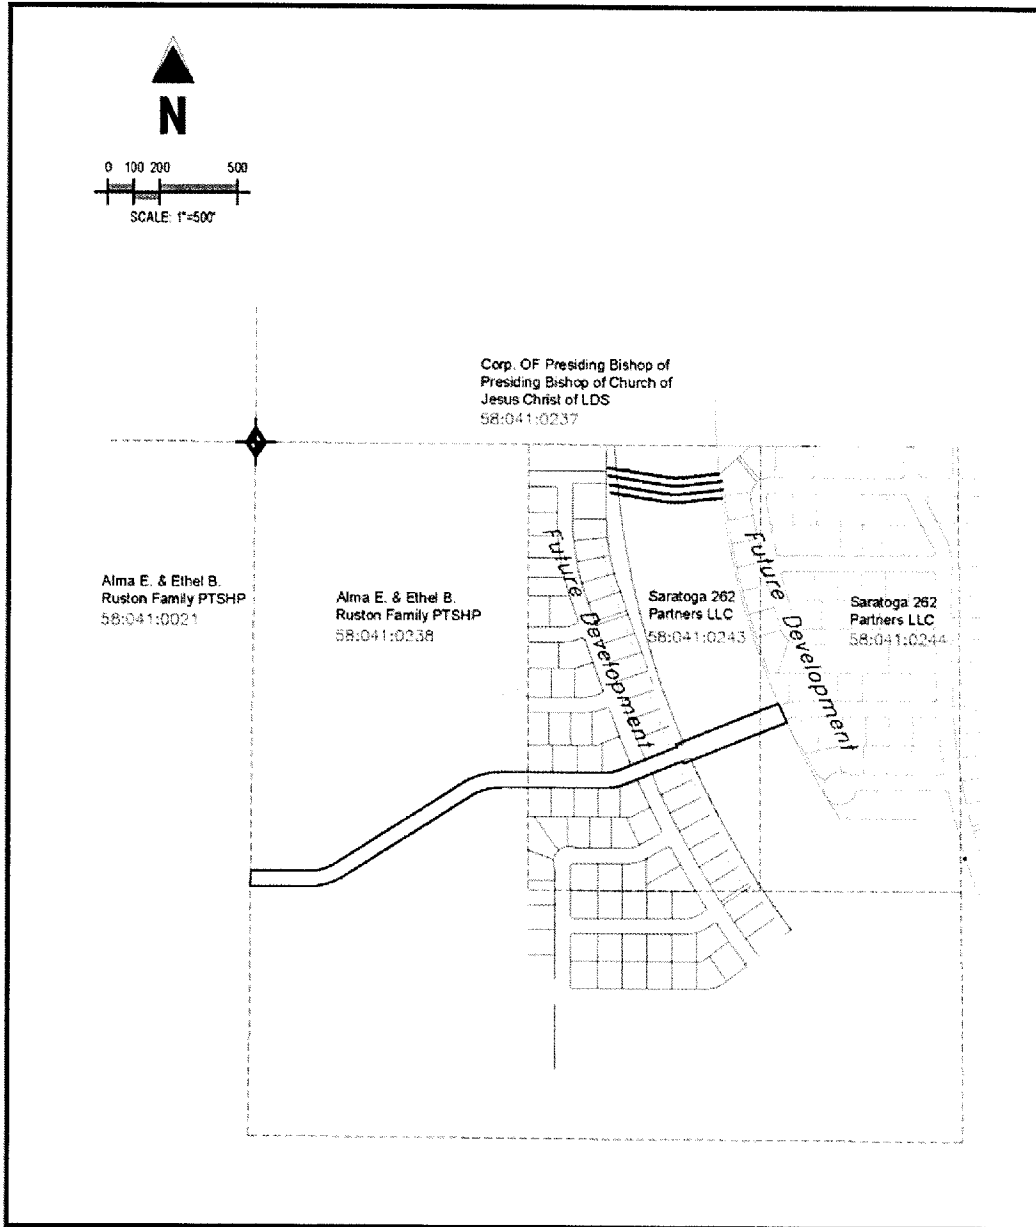 N
0 100 200 500
SCALE: 1"=500'
Corp. OF Presiding Bishop of
Presiding Bishop of Church of
Jesus Christ of LDS
58:041:0237
Alma E. & Ethel B.
Ruston Family PTSHP
58:041:0021
Alma E. & Ethel B.
Ruston Family PTSHP
58:041:0238
Future Development
Saratoga 262
Partners LLC
58:041:0243
Future Development
Saratoga 262
Partners LLC
58:041:0244